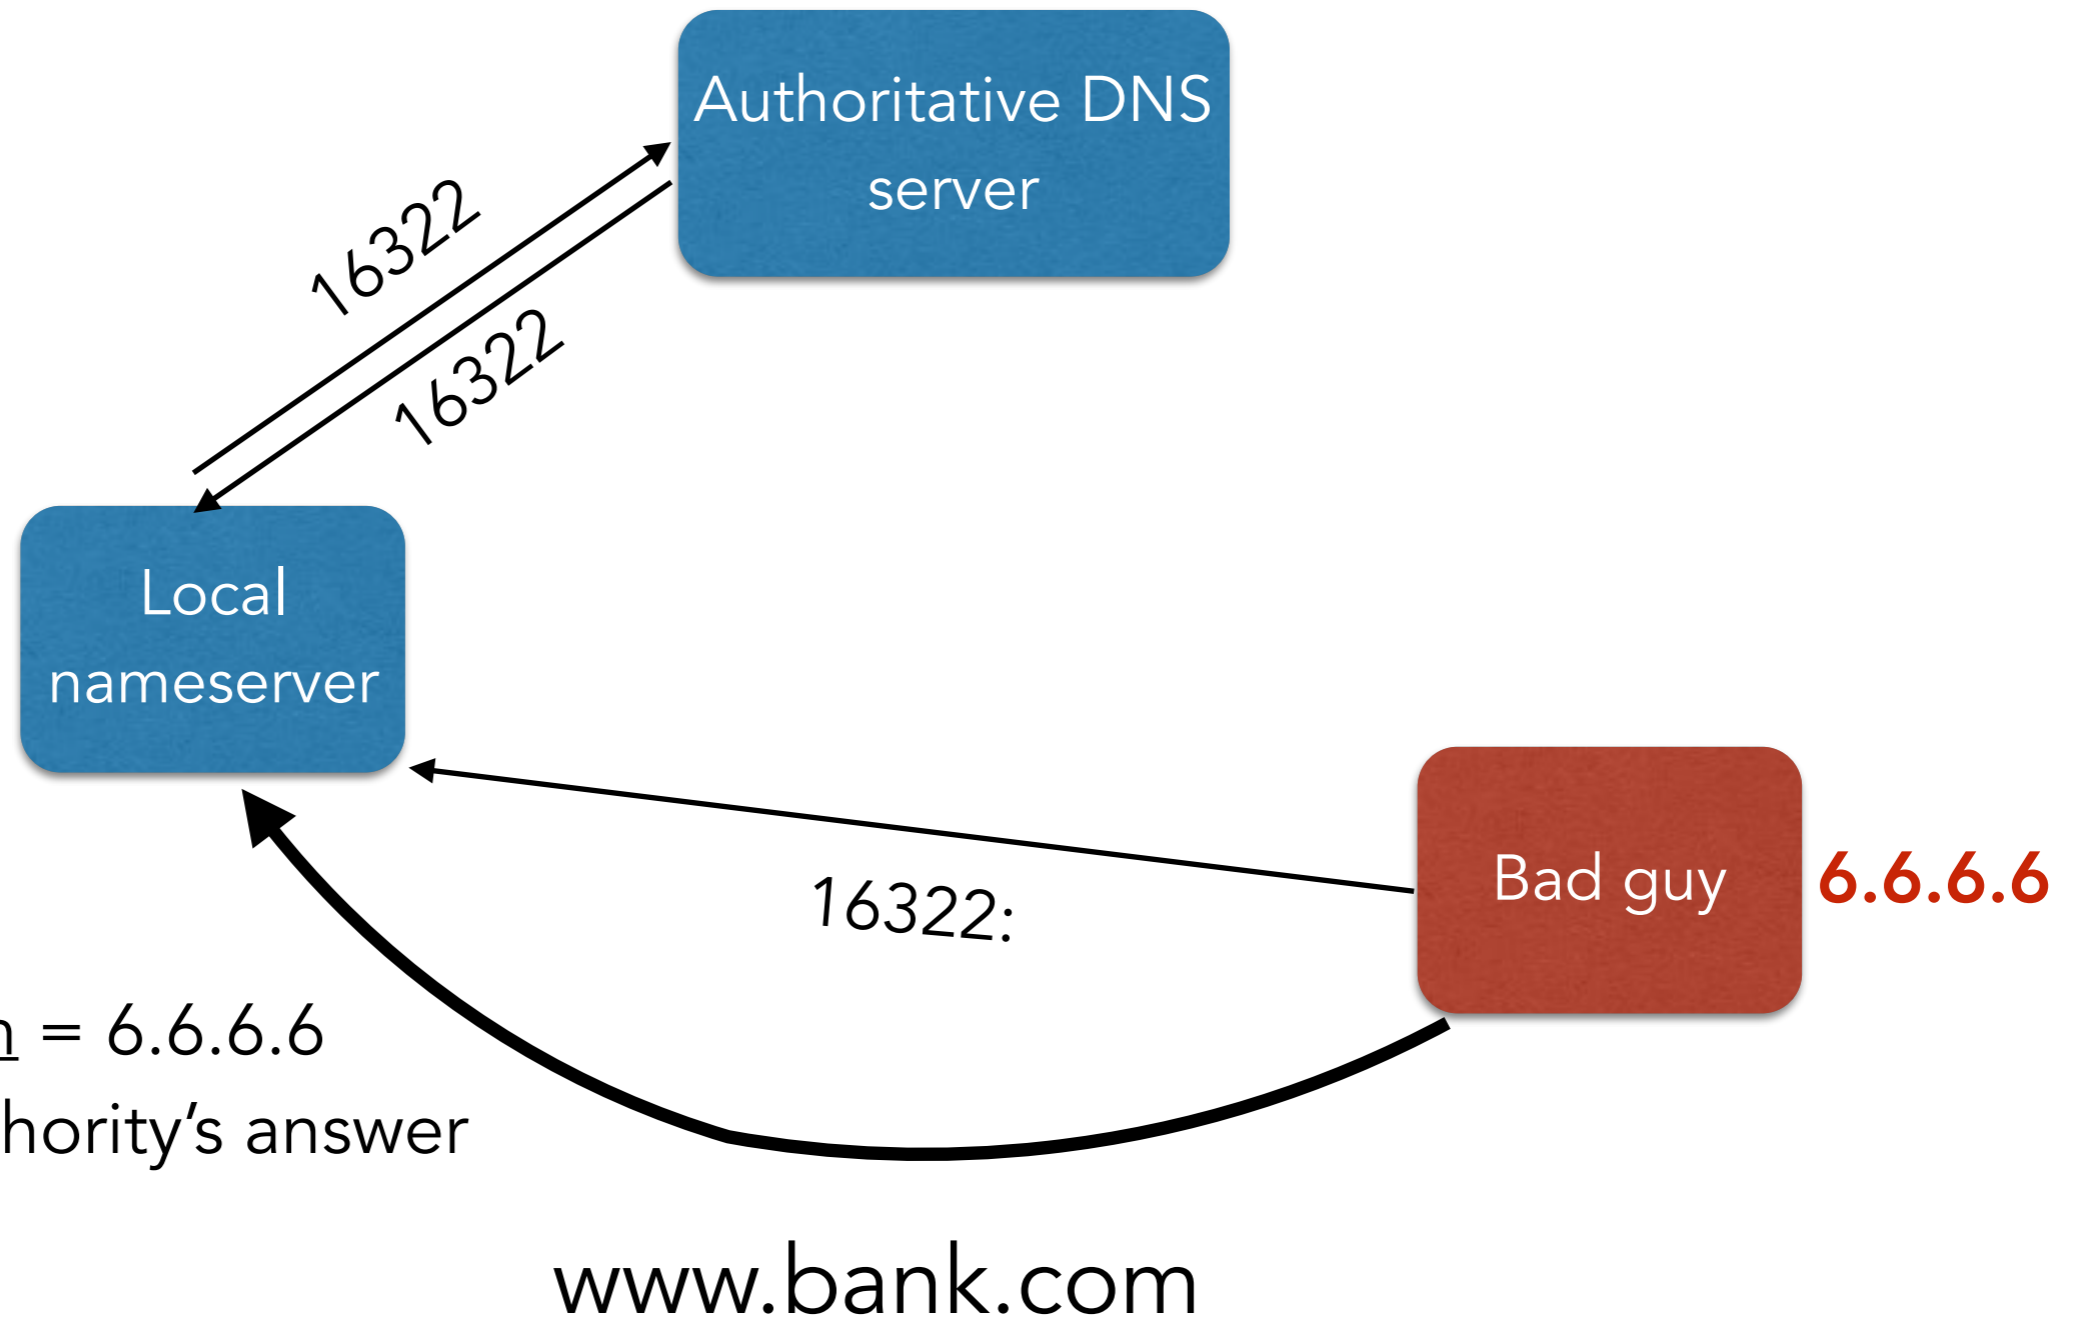 Authoritative DNS
server
16322
16322
Local
nameserver
Bad guy
6.6.6.6
16322:
= 6.6.6.6
answer
www.bank.com